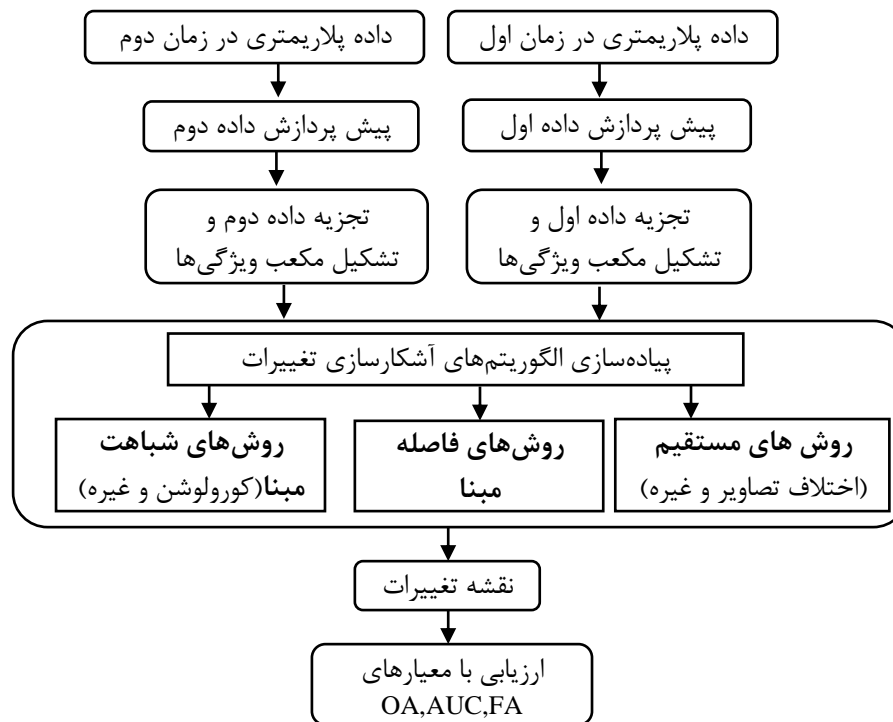 داده پلاریمتری در زمان اول
داده پلاریمتری در زمان دوم
پیش پردازش داده اول
پیش پردازش داده دوم
تجزیه داده اول و
تشکیل مکعب ویژگی‌ها
تجزیه داده دوم و
تشکیل مکعب ویژگی‌ها
پیاده‌سازی الگوریتم‌های آشکارسازی تغییرات
روش های مستقیم
(اختلاف تصاویر و غیره)
روش‌های فاصله
مبنا
روش‌های شباهت
مبنا(کورولوشن و غیره)
نقشه تغییرات
ارزیابی با معیارهای
OA,AUC,FA